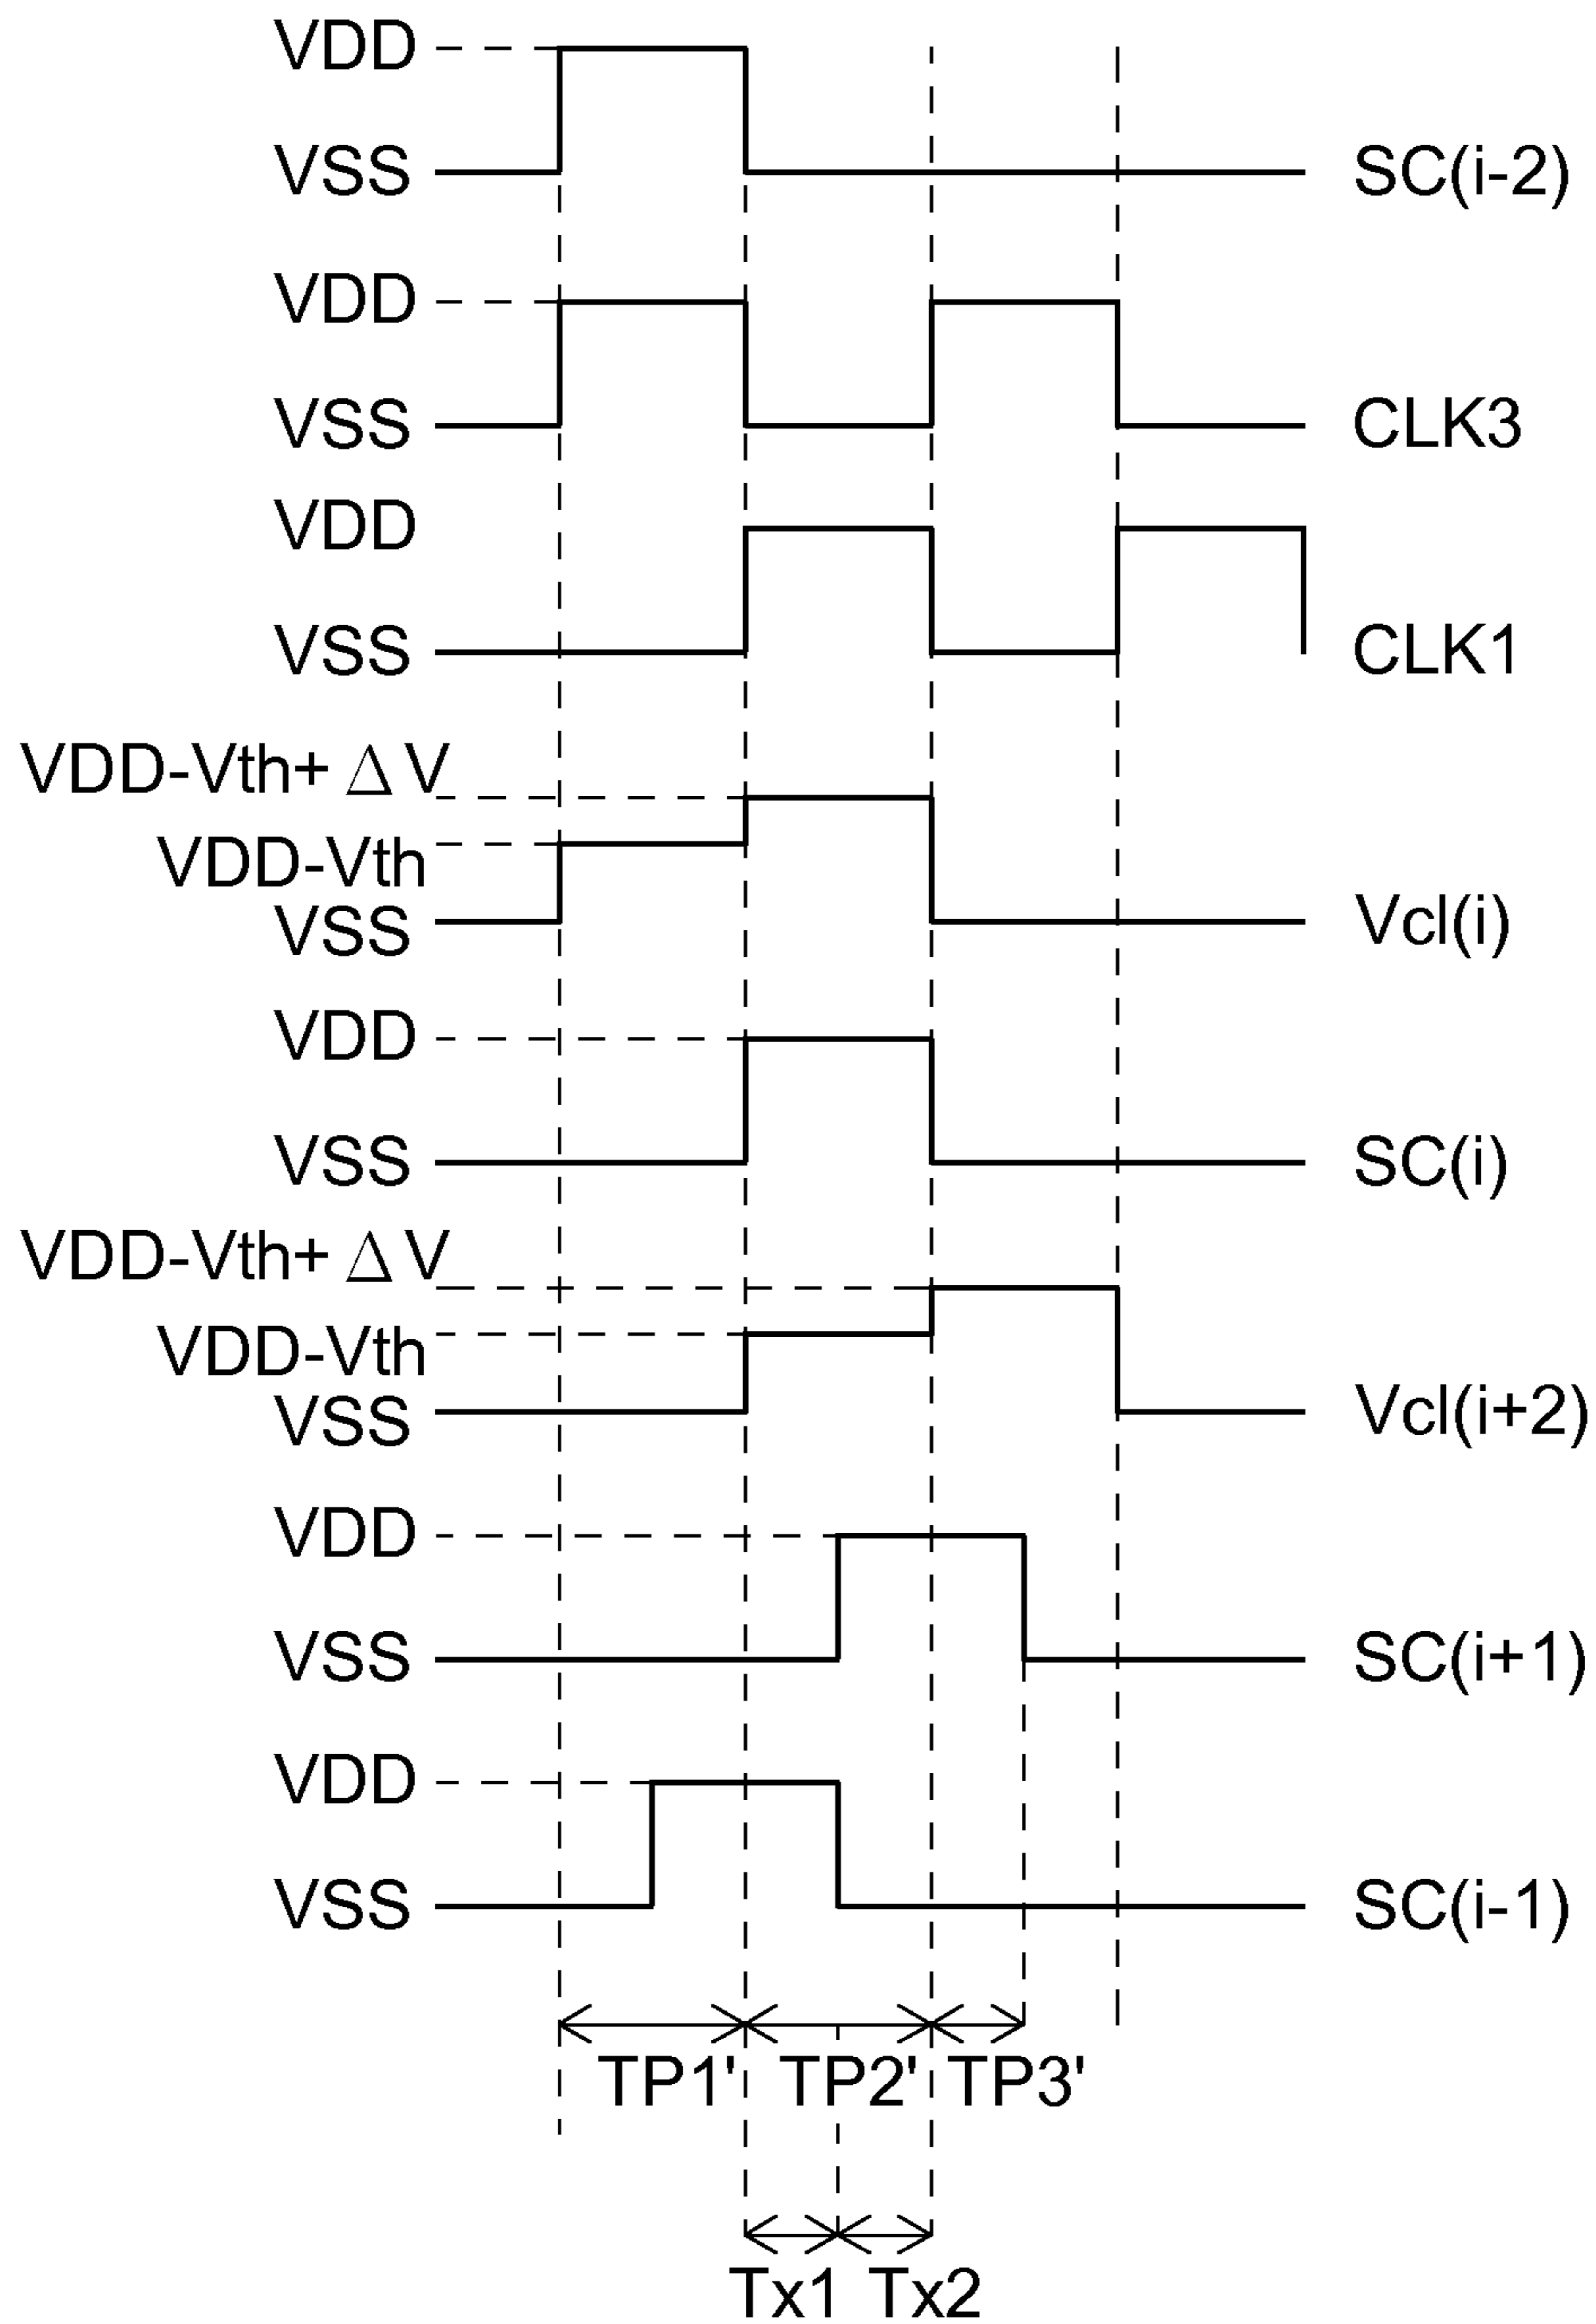 VDD
VSS SC(i-2)
VDD
VSS CLK3
VDD
VSS CLK1
VDD-Vth+ΔV
VDD-Vth
VSS Vcl(i)
VDD
VSS SC(i)
VDD-Vth+ΔV
VDD-Vth
VSS Vcl(i+2)
VDD
VSS SC(i+1)
VDD
VSS SC(i-1)
TP1' TP2' TP3'
Tx1 Tx2